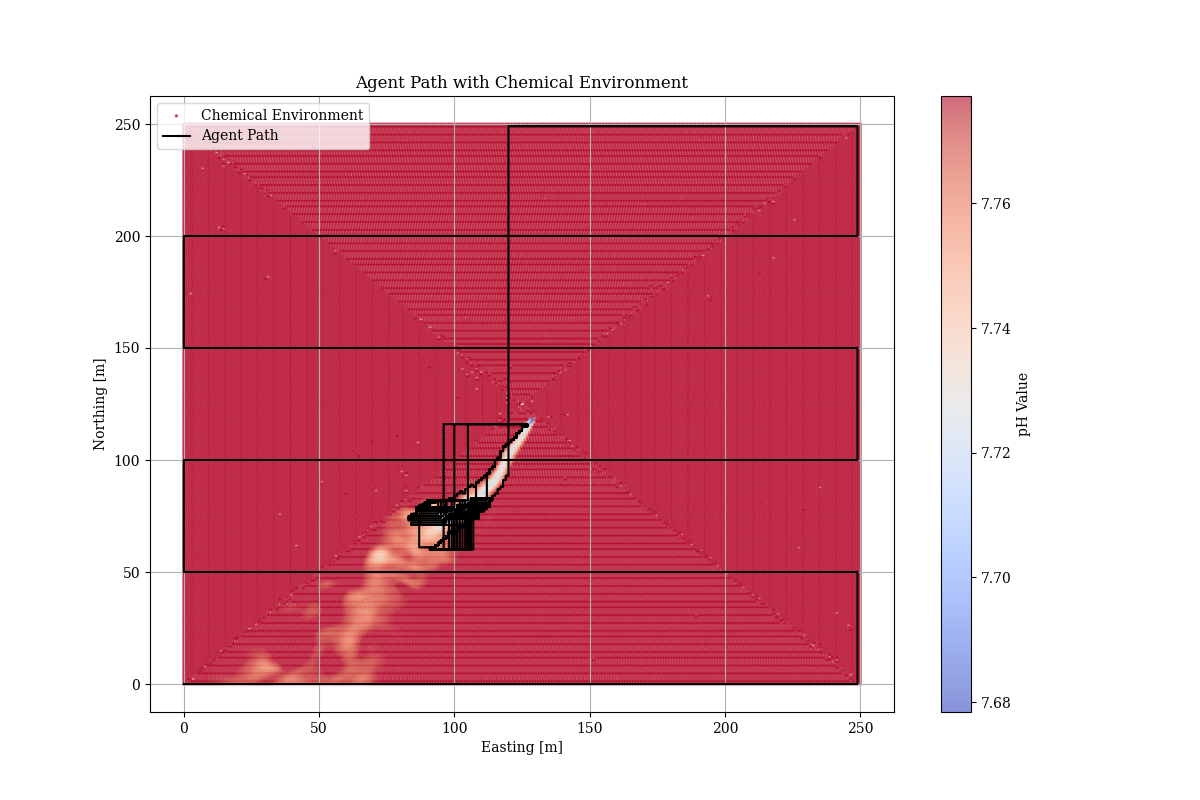 Agent Path with Chemical Environment
Chemical Environment
Agent Path
250
200
150
100
50
0
Northing [m]
0 50 100 150 200 250
Easting [m]
7.76
7.74
7.72
7.70
7.68
pH Value